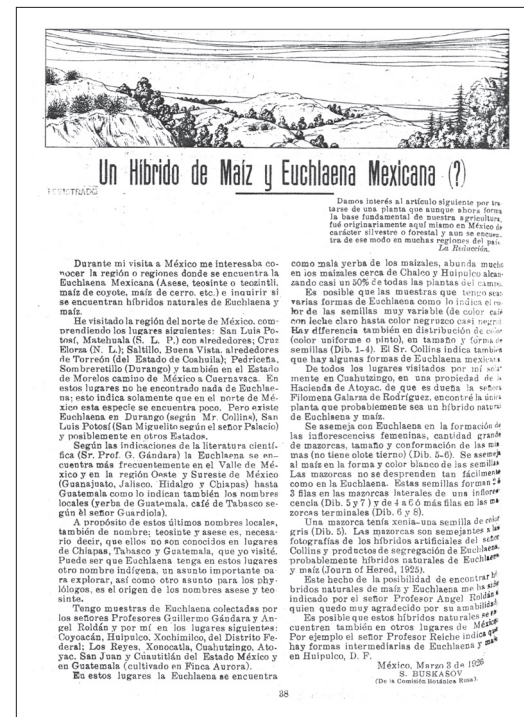 Un Híbrido de Maíz y Euchlaena Mexicana (?)
REGISTRADO
Damos interés al artículo siguiente por tra-
tarse de una planta que aunque ahora forma
la base fundamental de nuestra agricultura,
fué originariamente aquí mismo en México de
carácter silvestre o forestal y aun se encuen-
tra de ese modo en muchas regiones del país.
La Redacción.
Durante mi visita a México me interesaba co-
nocer la región o regiones donde se encuentra la
Euchlaena Mexicana (Asese, teosinte o teozintli,
maíz de coyote, maíz de cerro, etc.) e inquirir si
se encuentran híbridos naturales de Euchlaena y
maíz.
He visitado la región del norte de México, com-
prendiendo los lugares siguientes: San Luis Po-
tosí, Matehuala (S. L. P.) con alrededores; Cruz
Elorza (N. L.); Saltillo, Buena Vista, alrededores
de Torreón (del Estado de Coahuila); Pedriceña,
Sombreretillo (Durango) y también en el Estado
de Morelos camino de México a Cuernavaca. En
estos lugares no he encontrado nada de Euchlae-
na; esto indica solamente que en el norte de Mé-
xico esta especie se encuentra poco. Pero existe
Euchlaena en Durango (según Mr. Collins), San
Luis Potosí (San Miguelito según el señor Palacio)
y posiblemente en otros Estados.
Según las indicaciones de la literatura cientí-
fica (Sr. Prof. G. Gándara) la Euchlaena se en-
cuentra más frecuentemente en el Valle de Mé-
xico y en la región Oeste y Sureste de México
(Guanajuato, Jalisco, Hidalgo y Chiapas) hasta
Guatemala como lo indican también los nombres
locales (yerba de Guatemala, café de Tabasco se-
gún el señor Guardiola).
A propósito de estos últimos nombres locales,
también de nombre; teosinte y asese es, necesa-
rio decir, que ellos no son conocidos en lugares
de Chiapas, Tabasco y Guatemala, que yo visité.
Puede ser que Euchlaena tenga en estos lugares
otro nombre indígena, un asunto importante pa-
ra explorar, así como otro asunto para los phy-
lólogos, es el origen de los nombres asese y teo-
sinte.
Tengo muestras de Euchlaena colectadas por
los señores Profesores Guillermo Gándara y An-
gel Roldán y por mí en los lugares siguientes:
Coyoacán, Huipulco, Xochimilco, del Distrito Fe-
deral; Los Reyes, Xonocatla, Cuahutzingo, Ato-
yac, San Juan y Cuautitlán del Estado México y
en Guatemala (cultivado en Finca Aurora).
En estos lugares la Euchlaena se encuentra
como mala yerba de los maizales, abunda mucho
en los maizales cerca de Chalco y Huipulco alcan-
zando casi un 50% de todas las plantas del campo.
Es posible que las muestras que tengo sean
varias formas de Euchlaena como lo indica el co-
lor de las semillas muy variable (de color café
con leche claro hasta color negruzco casi negro).
Hay diferencia también en distribución de color
(color uniforme o pinto), en tamaño y forma de
semillas (Dib. 1-4). El Sr. Collins indica también
que hay algunas formas de Euchlaena mexicana.
De todos los lugares visitados por mí sola-
mente en Cuahutzingo, en una propiedad de la
Hacienda de Atoyac, de que es dueña la señora
Filomena Galarza de Rodríguez, encontré la única
planta que probablemente sea un híbrido natural
de Euchlaena y maíz.
Se asemeja con Euchlaena en la formación de
las inflorescencias femeninas, cantidad grande
de mazorcas, tamaño y conformación de las mis-
mas (no tiene olote tierno) (Dib. 5-6). Se asemeja
al maíz en la forma y color blanco de las semillas.
Las mazorcas no se desprenden tan fácilmente
como en la Euchaena. Estas semillas forman 2 ó
3 filas en las mazorcas laterales de una inflores-
cencia (Dib. 5 y 7) y de 4 a 6 ó más filas en las ma-
zorcas terminales (Dib. 6 y 8).
Una mazorca tenía xenia-una semilla de color
gris (Dib. 5). Las mazorcas son semejantes a las
fotografías de los híbridos artificiales del señor
Collins y productos de segregación de Euchlaena,
probablemente híbridos naturales de Euchlaena
y maíz (Journ of Hered, 1925).
Este hecho de la posibilidad de encontrar hí-
bridos naturales de maíz y Euchlaena me ha sido
indicado por el señor Profesor Angel Roldán a
quien quedo muy agradecido por su amabilidad.
Es posible que estos híbridos naturales se en-
cuentren también en otros lugares de México.
Por ejemplo el señor Profesor Reiche indica que
hay formas intermediarias de Euchlaena y maíz
en Huipulco, D. F.
México, Marzo 3 de 1926
S. BUKASOV
(De la Comisión Botánica Rusa).
38